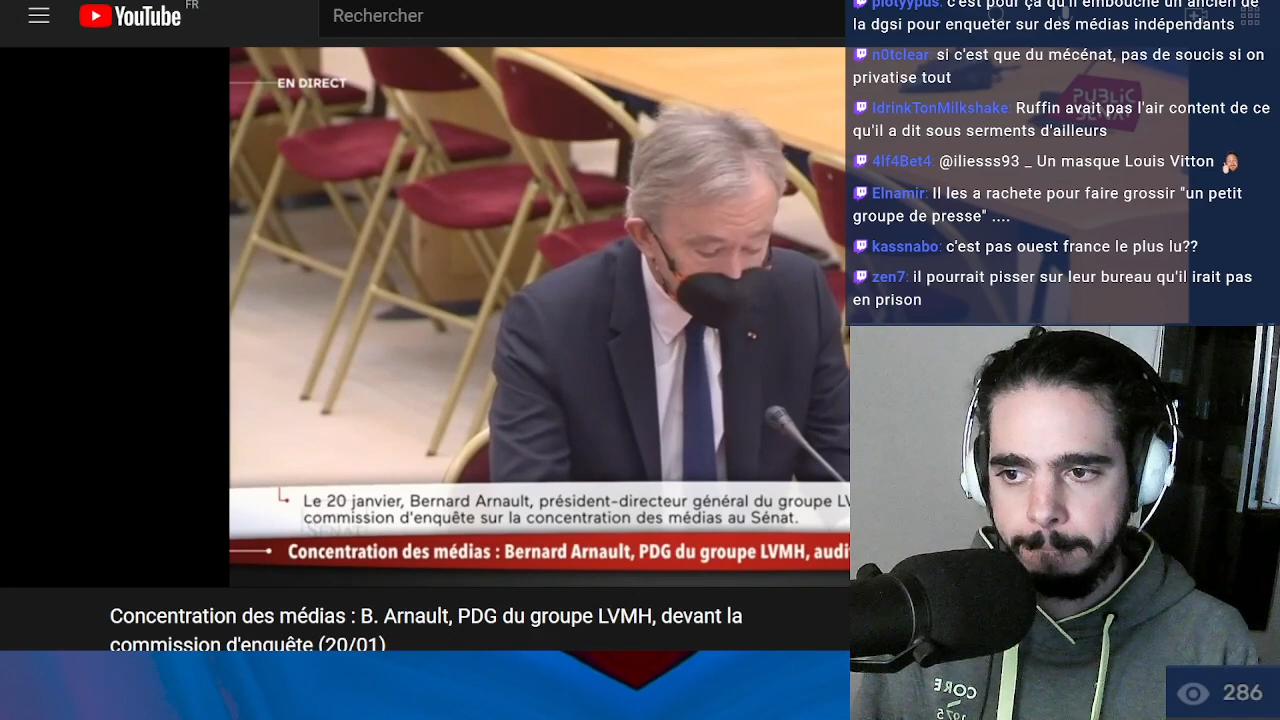 YouTube FR
Rechercher
EN DIRECT
PUBLIC
SENAT
Le 20 janvier, Bernard Arnault, président-directeur général du groupe LV
commission d'enquête sur la concentration des médias au Sénat.
Concentration des médias : Bernard Arnault, PDG du groupe LVMH, audi
Concentration des médias : B. Arnault, PDG du groupe LVMH, devant la
commission d'enquête (20/01)
plotyypus: c'est pour ça qu'il embouche un ancien de
la dgsi pour enqueter sur des médias indépendants
n0tclear: si c'est que du mécénat, pas de soucis si on
privatise tout
IdrinkTonMilkshake: Ruffin avait pas l'air content de ce
qu'il a dit sous serments d'ailleurs
4lf4Bet4: @iliesss93 _ Un masque Louis Vitton
Elnamir: Il les a rachete pour faire grossir "un petit
groupe de presse" ....
kassnabo: c'est pas ouest france le plus lu??
zen7: il pourrait pisser sur leur bureau qu'il irait pas
en prison
CORE
1975
286